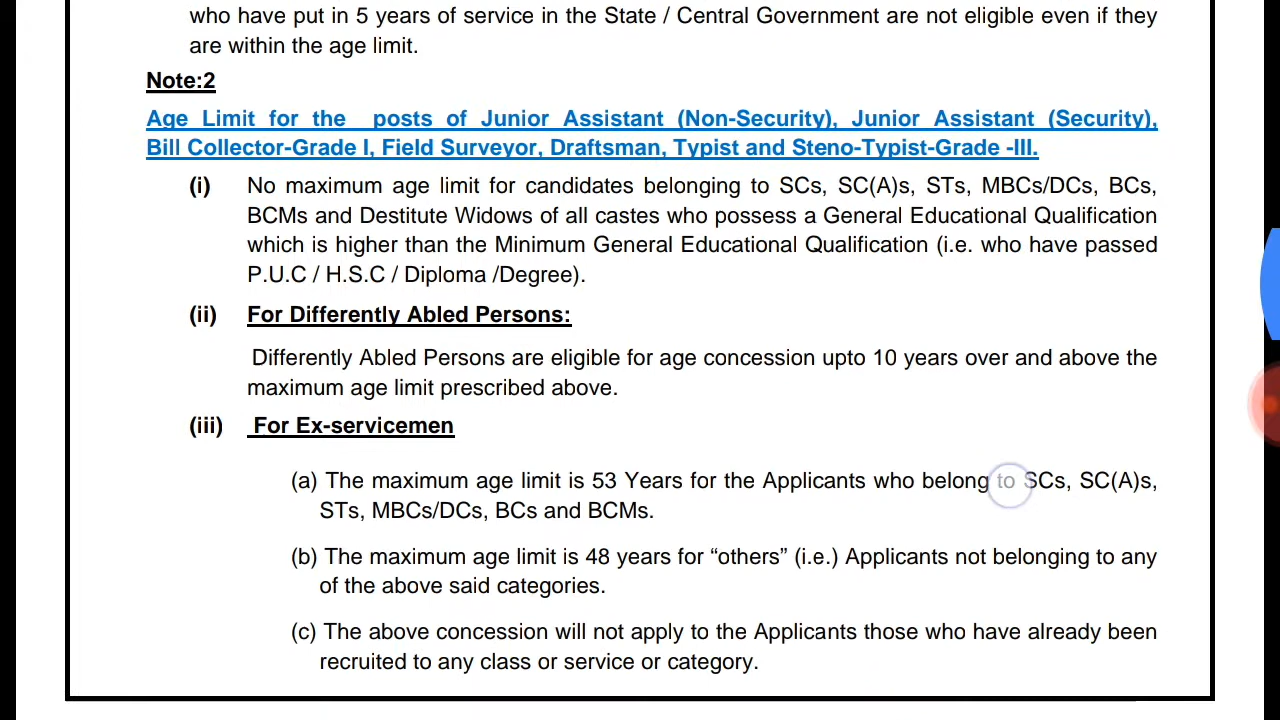 who have put in 5 years of service in the State / Central Government are not eligible even if they
are within the age limit.
Note:2
Age Limit for the posts of Junior Assistant (Non-Security), Junior Assistant (Security),
Bill Collector-Grade I, Field Surveyor, Draftsman, Typist and Steno-Typist-Grade -III.
(i) No maximum age limit for candidates belonging to SCs, SC(A)s, STs, MBCs/DCs, BCs,
BCMs and Destitute Widows of all castes who possess a General Educational Qualification
which is higher than the Minimum General Educational Qualification (i.e. who have passed
P.U.C / H.S.C / Diploma /Degree).
(ii) For Differently Abled Persons:
Differently Abled Persons are eligible for age concession upto 10 years over and above the
maximum age limit prescribed above.
(iii) For Ex-servicemen
(a) The maximum age limit is 53 Years for the Applicants who belong to SCs, SC(A)s,
STs, MBCs/DCs, BCs and BCMs.
(b) The maximum age limit is 48 years for “others” (i.e.) Applicants not belonging to any
of the above said categories.
(c) The above concession will not apply to the Applicants those who have already been
recruited to any class or service or category.